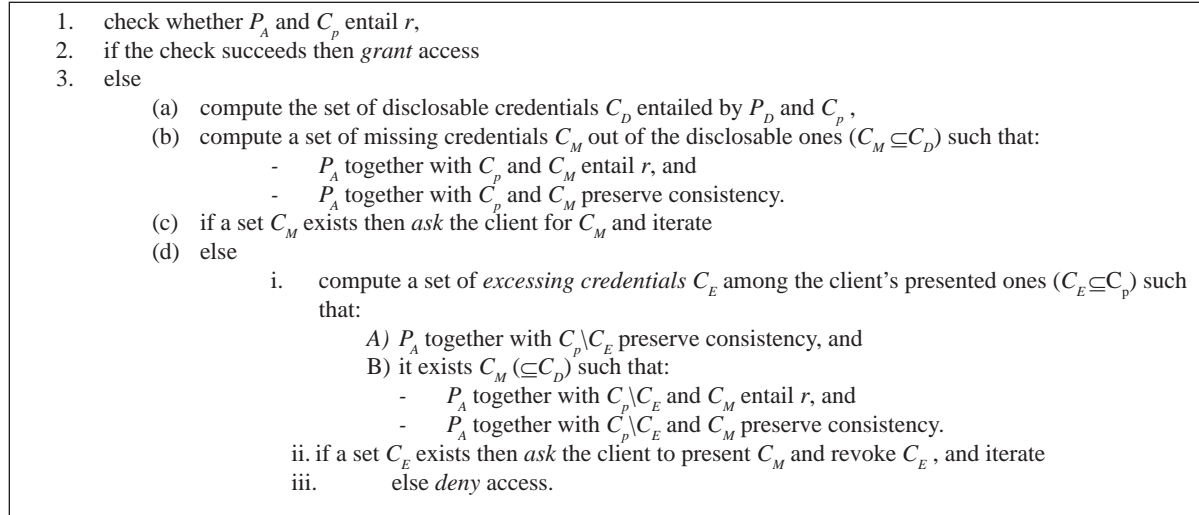 1. check whether P_A and C_p entail r,
2. if the check succeeds then grant access
3. else
(a) compute the set of disclosable credentials C_D entailed by P_D and C_p ,
(b) compute a set of missing credentials C_M out of the disclosable ones (C_M ⊆C_D) such that:
- P_A together with C_p and C_M entail r, and
- P_A together with C_p and C_M preserve consistency.
(c) if a set C_M exists then ask the client for C_M and iterate
(d) else
i. compute a set of excessing credentials C_E among the client's presented ones (C_E⊆C_p) such
that:
A) P_A together with C_p\C_E preserve consistency, and
B) it exists C_M (⊆C_D) such that:
- P_A together with C_p\C_E and C_M entail r, and
- P_A together with C_p\C_E and C_M preserve consistency.
ii. if a set C_E exists then ask the client to present C_M and revoke C_E , and iterate
iii. else deny access.